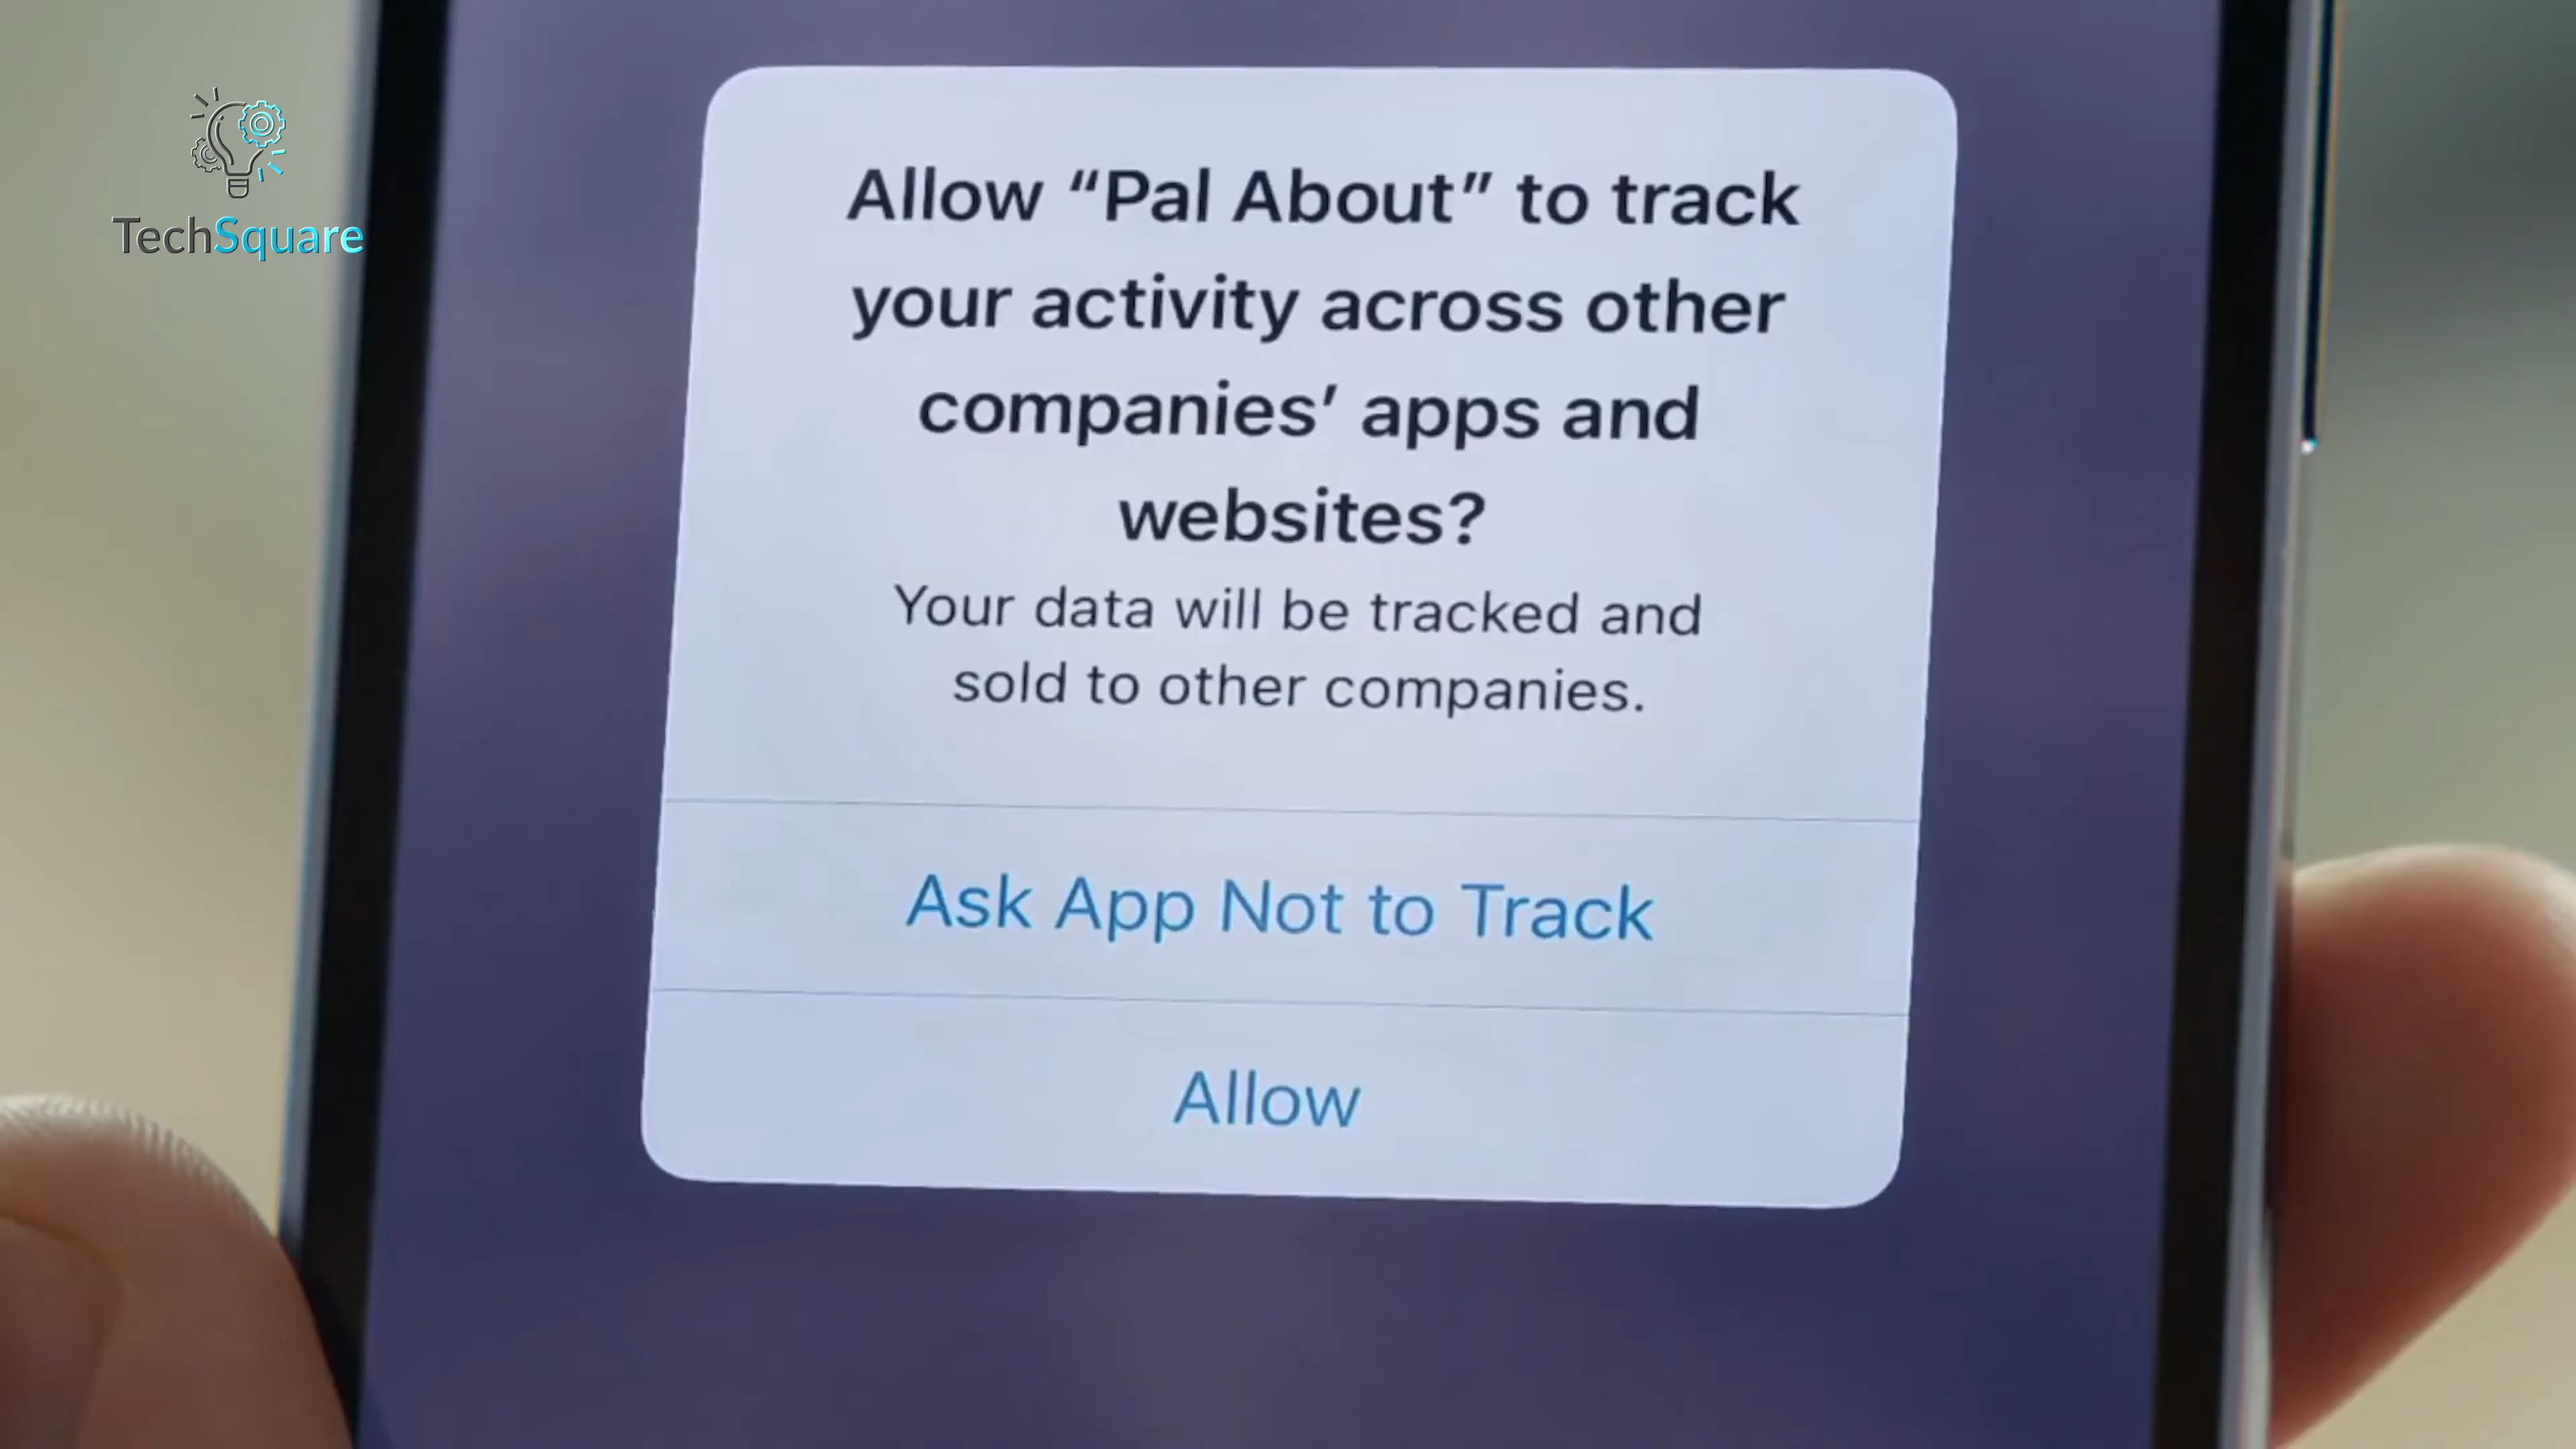 TechSquare
Allow “Pal About” to track
your activity across other
companies’ apps and
websites?
Your data will be tracked and
sold to other companies.
Ask App Not to Track
Allow